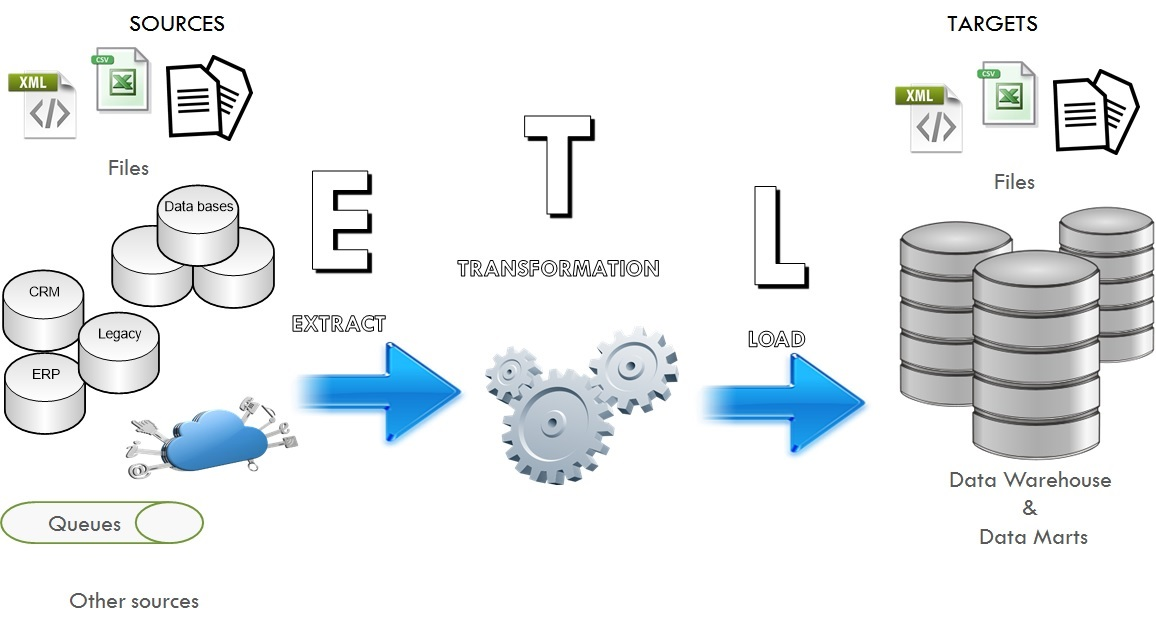 SOURCES
XML
CSV
Files
Data bases
CRM
Legacy
ERP
Queues
Other sources
E
EXTRACT
T
TRANSFORMATION
L
LOAD
TARGETS
XML
CSV
Files
Data Warehouse
&
Data Marts